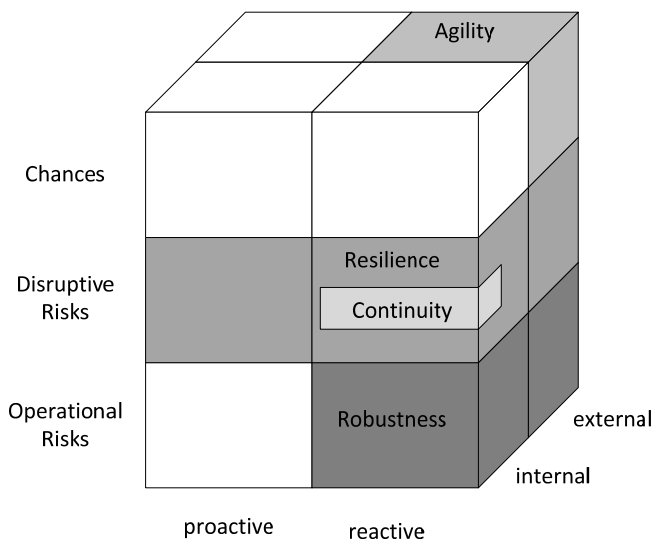 Agility
Chances
Resilience
Disruptive
Risks
Continuity
Operational
Risks
Robustness
external
internal
proactive
reactive